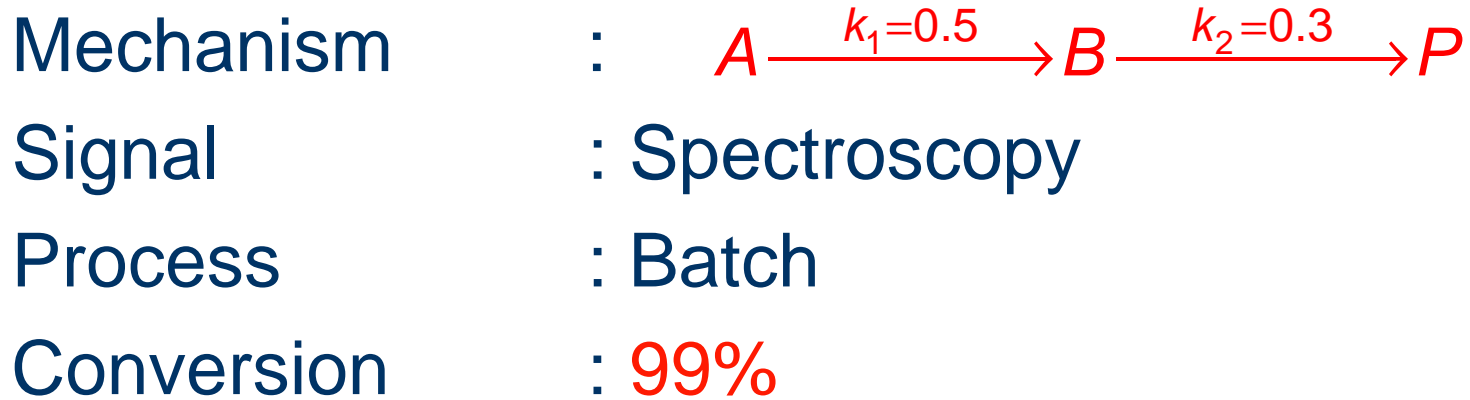 Mechanism : A k₁=0.5 → B k₂=0.3 → P
Signal : Spectroscopy
Process : Batch
Conversion : 99%